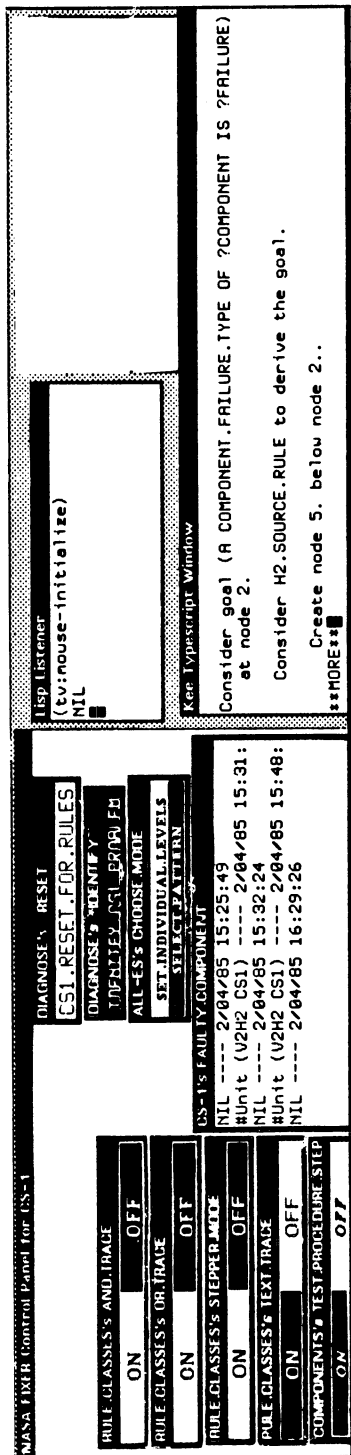 NASA FIXER Control Panel for CS-1
RULE.CLASSES's AND.TRACE
ON OFF
RULE.CLASSES's OR.TRACE
ON OFF
RULE.CLASSES's STEPPER.MODE
ON OFF
RULE.CLASSES's TEXT.TRACE
ON OFF
COMPONENTS's TEST.PROCEDURE.STEP
ON OFF
DIAGNOSE's RESET
CS1.RESET.FOR.RULES
DIAGNOSE's IDENTIFY
IDENTIFY.CS1.PROBLEM
ALL-ES's CHOOSE.MODE
SET.INDIVIDUAL.LEVELS
SELECT.PATTERN
CS-1's FAULTY.COMPONENT
NIL ---- 2/04/85 15:25:49
#Unit (V2H2 CS1) ---- 2/04/85 15:31:
NIL ---- 2/04/85 15:32:24
#Unit (V2H2 CS1) ---- 2/04/85 15:48:
NIL ---- 2/04/85 16:29:26
Lisp Listener
(tv:mouse-initialize)
NIL
Kee Typescript Window
Consider goal (A COMPONENT.FAILURE.TYPE OF ?COMPONENT IS ?FAILURE)
at node 2.
Consider H2.SOURCE.RULE to derive the goal.
Create node 5. below node 2..
**MORE**